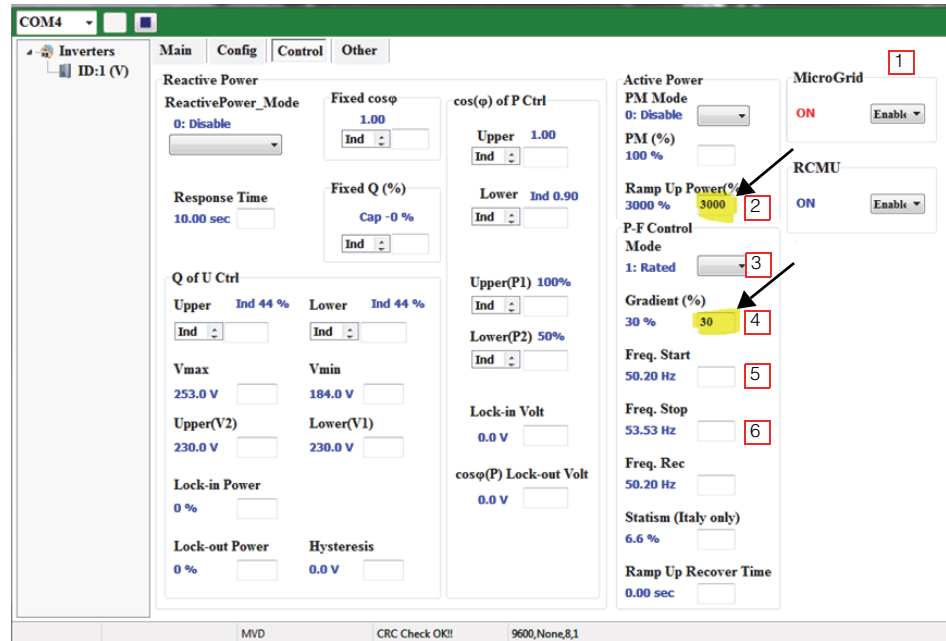 COM4
Inverters
ID:1 (V)
Main Config Control Other
Reactive Power
ReactivePower_Mode
0: Disable
Fixed cosφ
1.00
Ind
Response Time
10.00 sec
Fixed Q (%)
Cap -0 %
Ind
Q of U Ctrl
Upper Ind 44 % Lower Ind 44 %
Ind Ind
Vmax Vmin
253.0 V 184.0 V
Upper(V2) Lower(V1)
230.0 V 230.0 V
Lock-in Power
0 %
Lock-out Power Hysteresis
0 % 0.0 V
cos(φ) of P Ctrl
Upper 1.00
Ind
Lower Ind 0.90
Ind
Upper(P1) 100%
Ind
Lower(P2) 50%
Ind
Lock-in Volt
0.0 V
cosφ(P) Lock-out Volt
0.0 V
Active Power
PM Mode
0: Disable
PM (%)
100 %
Ramp Up Power(%
3000 % 3000 2
P-F Control
Mode
1: Rated 3
Gradient (%)
30 % 30 4
Freq. Start
50.20 Hz 5
Freq. Stop
53.53 Hz 6
Freq. Rec
50.20 Hz
Statism (Italy only)
6.6 %
Ramp Up Recover Time
0.00 sec
1
MicroGrid
ON Enable
RCMU
ON Enable
MVD CRC Check OK!! 9600,None,8,1